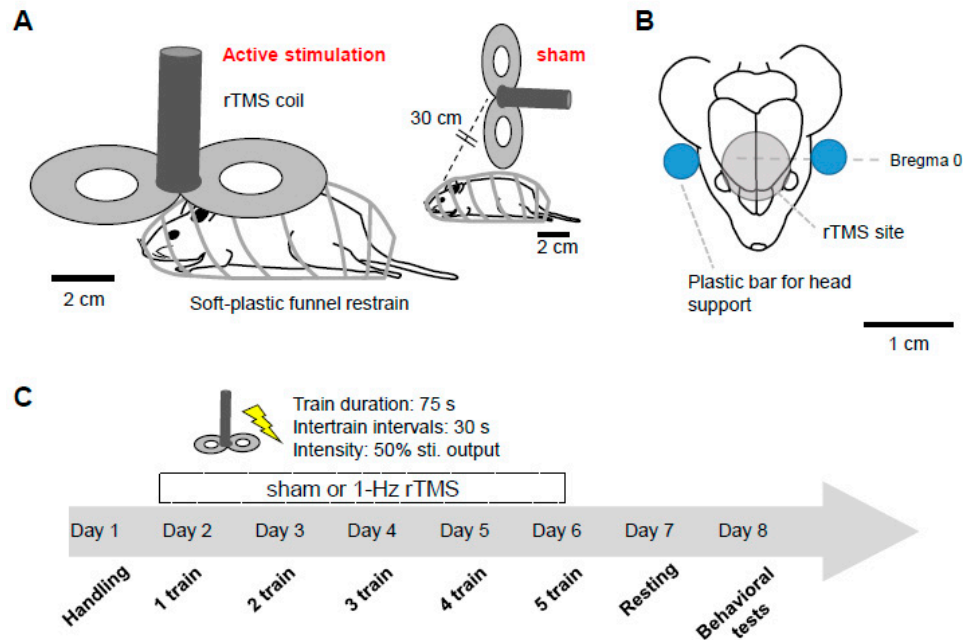 A
Active stimulation
rTMS coil
sham
30 cm
2 cm
2 cm
Soft-plastic funnel restrain
B
Bregma 0
rTMS site
Plastic bar for head
support
1 cm
C
Train duration: 75 s
Intertrain intervals: 30 s
Intensity: 50% sti. output
sham or 1-Hz rTMS
Day 1 Day 2 Day 3 Day 4 Day 5 Day 6 Day 7 Day 8
Handling
1 train
2 train
3 train
4 train
5 train
Resting
Behavioral
tests